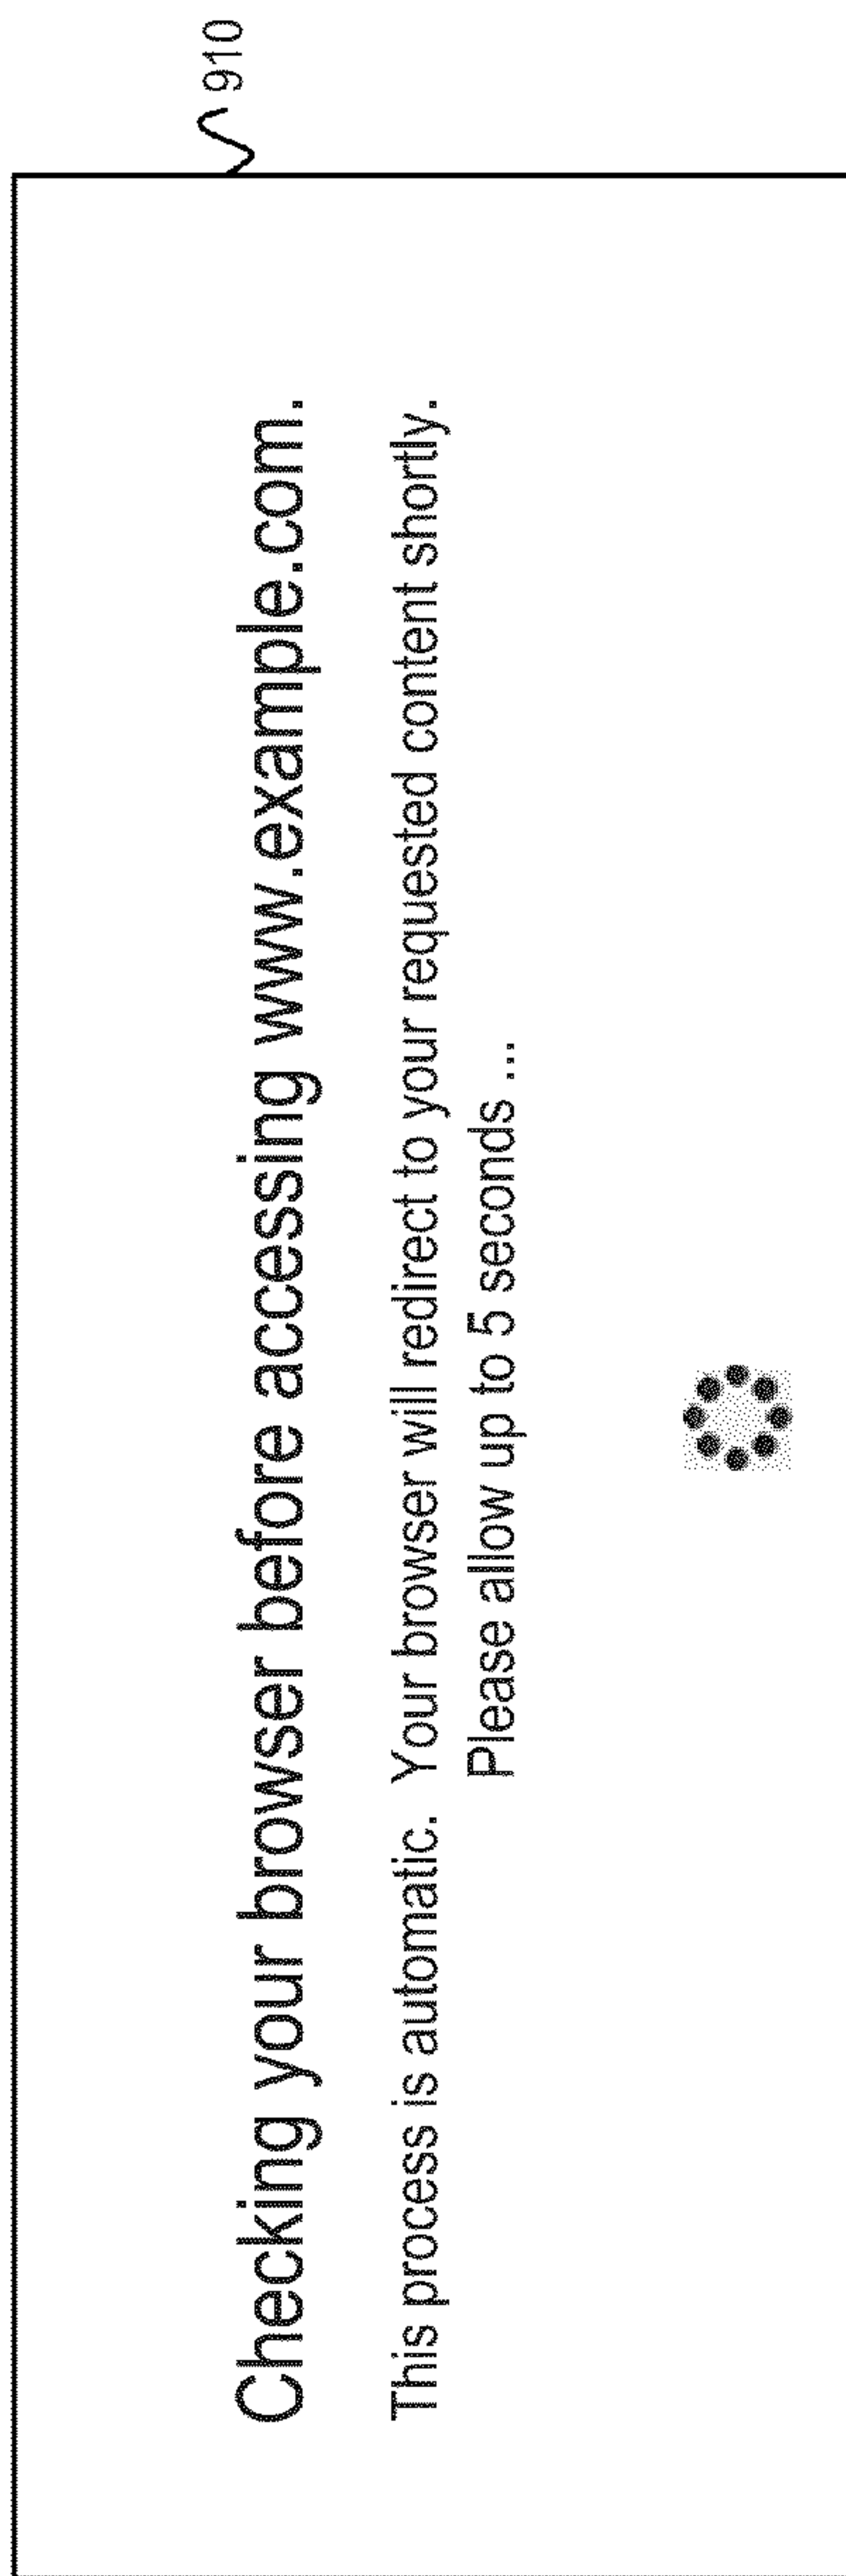 910
Checking your browser before accessing www.example.com.
This process is automatic.  Your browser will redirect to your requested content shortly.
Please allow up to 5 seconds ...